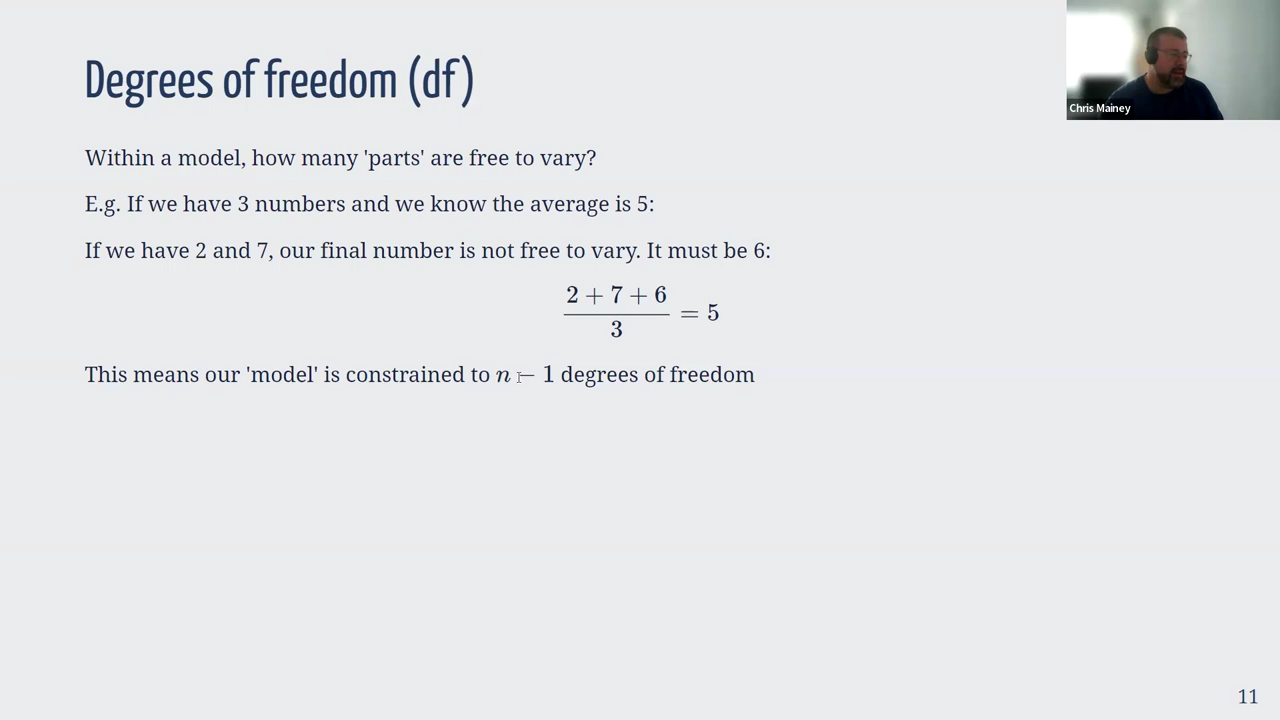 Degrees of freedom (df)
Chris Mainey
Within a model, how many 'parts' are free to vary?
E.g. If we have 3 numbers and we know the average is 5:
If we have 2 and 7, our final number is not free to vary. It must be 6:
2 + 7 + 6
3
= 5
This means our 'model' is constrained to n − 1 degrees of freedom
11